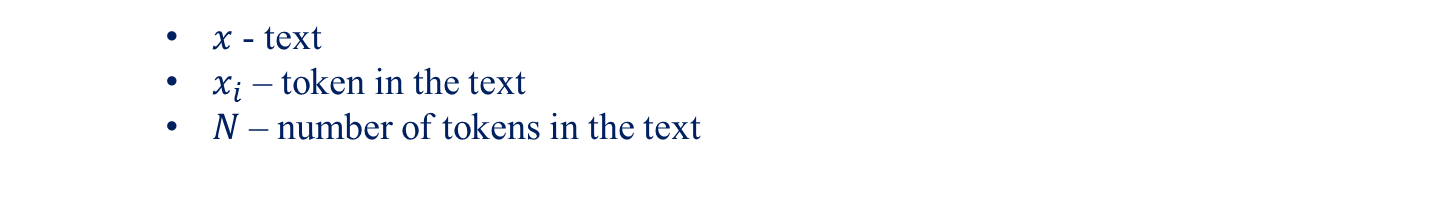 • x - text
• xᵢ – token in the text
• N – number of tokens in the text